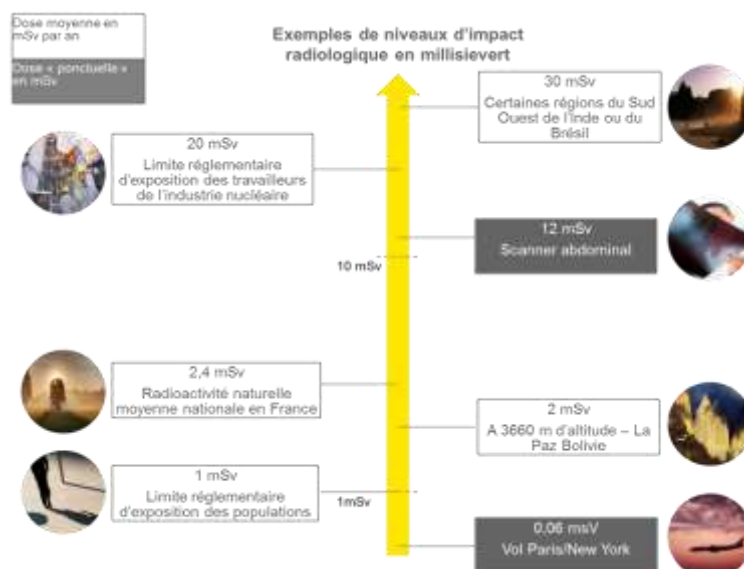 Dose moyenne en
mSv par an
Dose « ponctuelle »
en mSv
Exemples de niveaux d'impact
radiologique en millisievert
30 mSv
Certaines régions du Sud
Ouest de l'Inde ou du
Brésil
20 mSv
Limite réglementaire
d'exposition des travailleurs
de l'industrie nucléaire
12 mSv
Scanner abdominal
10 mSv
2,4 mSv
Radioactivité naturelle
moyenne nationale en France
2 mSv
A 3660 m d'altitude – La
Paz Bolivie
1 mSv
Limite réglementaire
d'exposition des populations
1mSv
0,06 msV
Vol Paris/New York